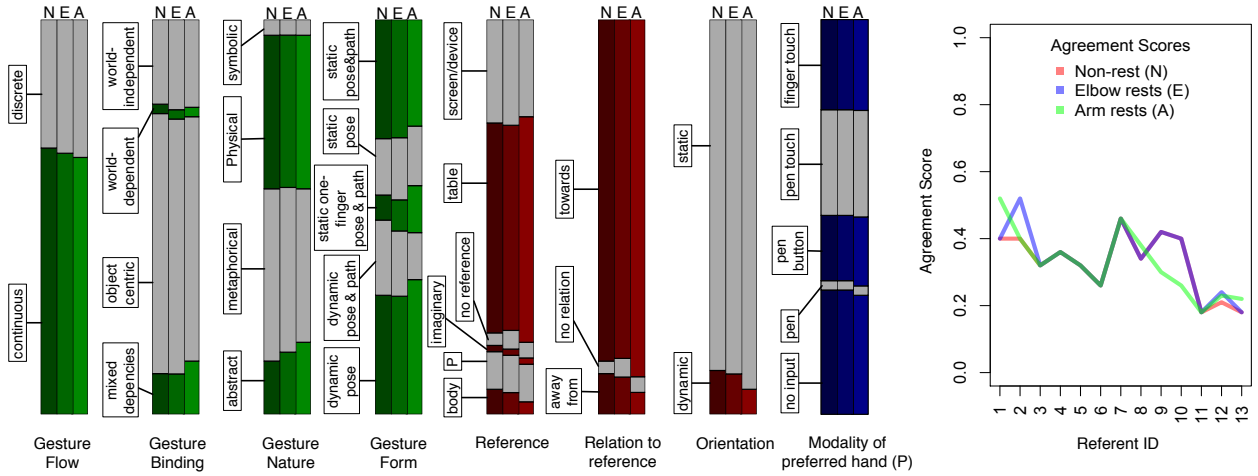 N E A
discrete
continuous
Gesture
Flow
N E A
world-
independent
world-
dependent
object
centric
mixed
depencies
Gesture
Binding
N E A
symbolic
Physical
metaphorical
abstract
Gesture
Nature
N E A
static
pose&path
static
pose
static one-
finger
pose & path
dynamic
pose & path
dynamic
pose
Gesture
Form
N E A
screen/device
table
no reference
imaginary
P
body
Reference
N E A
towards
no relation
away
from
Relation to
reference
N E A
static
dynamic
Orientation
N E A
finger touch
pen touch
pen
button
pen
no input
Modality of
preferred hand (P)
Agreement Scores
Non-rest (N)
Elbow rests (E)
Arm rests (A)
Agreement Score
1.0
0.8
0.6
0.4
0.2
0.0
1 2 3 4 5 6 7 8 9 10 11 12 13
Referent ID